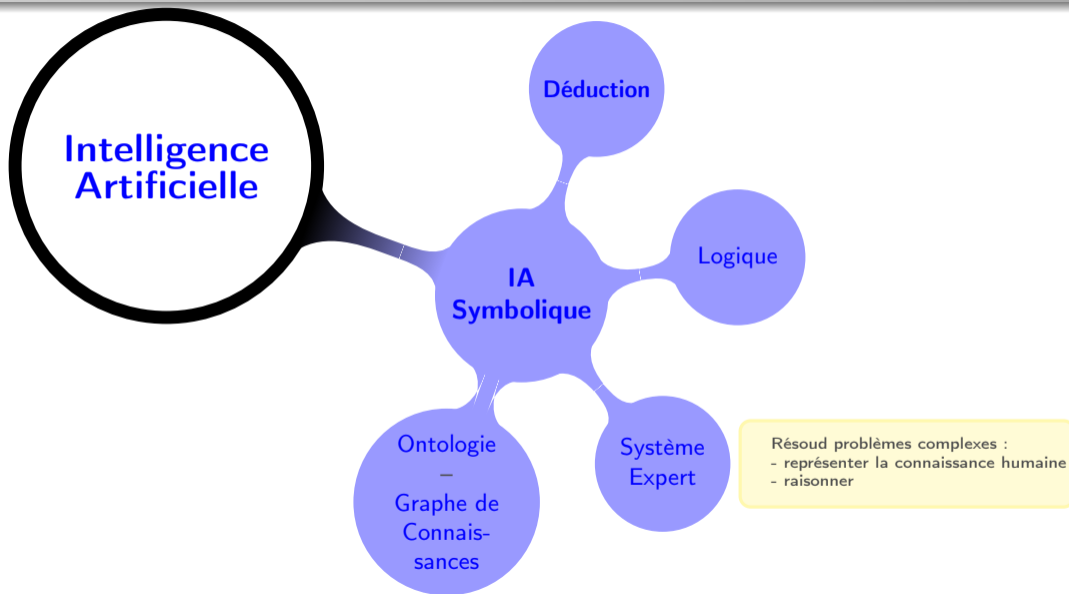 Intelligence
Artificielle
Déduction
Logique
IA
Symbolique
Système
Expert
Résoud problèmes complexes :
- représenter la connaissance humaine
- raisonner
Ontologie
–
Graphe de
Connais-
sances